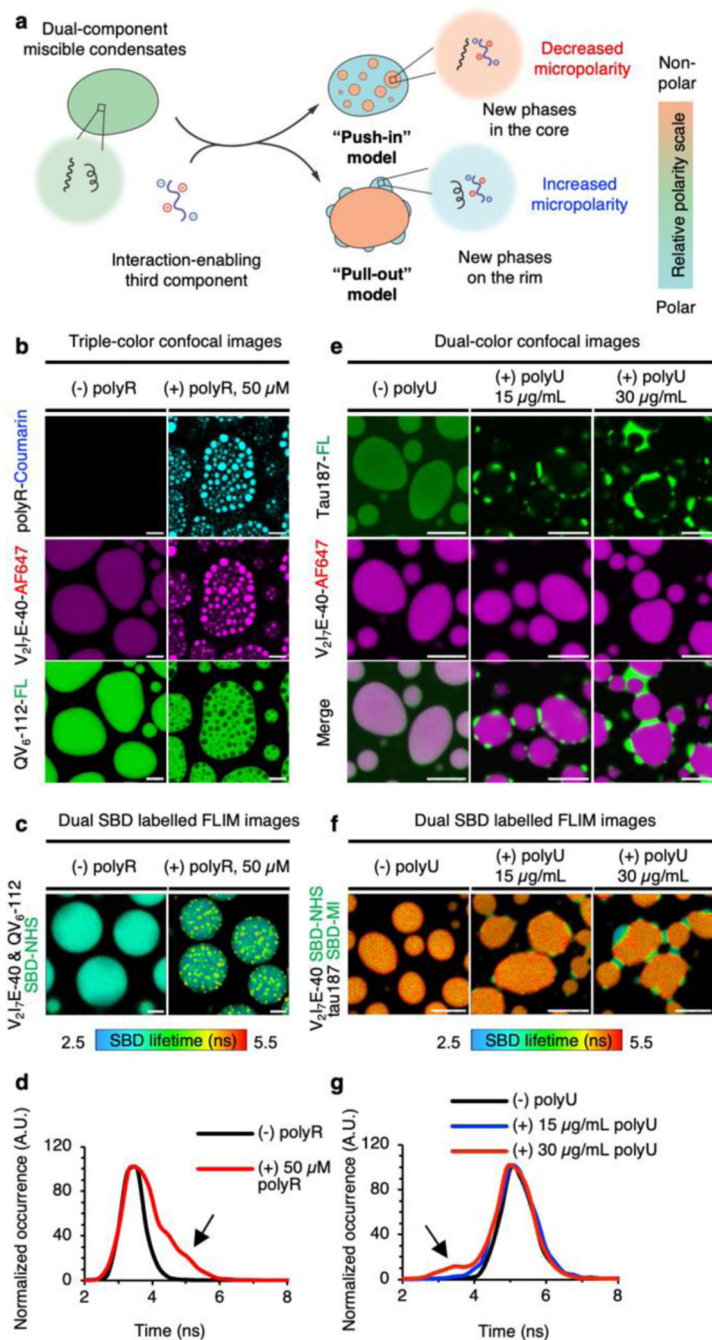 a
Dual-component
miscible condensates
Interaction-enabling
third component
"Push-in"
model
"Pull-out"
model
Decreased
micropolarity
New phases
in the core
Increased
micropolarity
New phases
on the rim
Non-
polar
Relative polarity scale
Polar
b
Triple-color confocal images
(-) polyR
(+) polyR, 50 µM
polyR-Coumarin
V₂I₇E-40-AF647
QV₆-112-FL
c
Dual SBD labelled FLIM images
(-) polyR
(+) polyR, 50 µM
V₂I₇E-40 & QV₆-112
SBD-NHS
2.5 SBD lifetime (ns) 5.5
d
Normalized occurrence (A.U.)
120
80
40
0
2 4 6 8
Time (ns)
(-) polyR
(+) 50 µM
polyR
e
Dual-color confocal images
(-) polyU
(+) polyU
15 µg/mL
(+) polyU
30 µg/mL
Tau187-FL
V₂I₇E-40-AF647
Merge
f
Dual SBD labelled FLIM images
(-) polyU
(+) polyU
15 µg/mL
(+) polyU
30 µg/mL
V₂I₇E-40 SBD-NHS
tau187 SBD-MI
2.5 SBD lifetime (ns) 5.5
g
Normalized occurrence (A.U.)
120
80
40
0
2 4 6 8
Time (ns)
(-) polyU
(+) 15 µg/mL polyU
(+) 30 µg/mL polyU